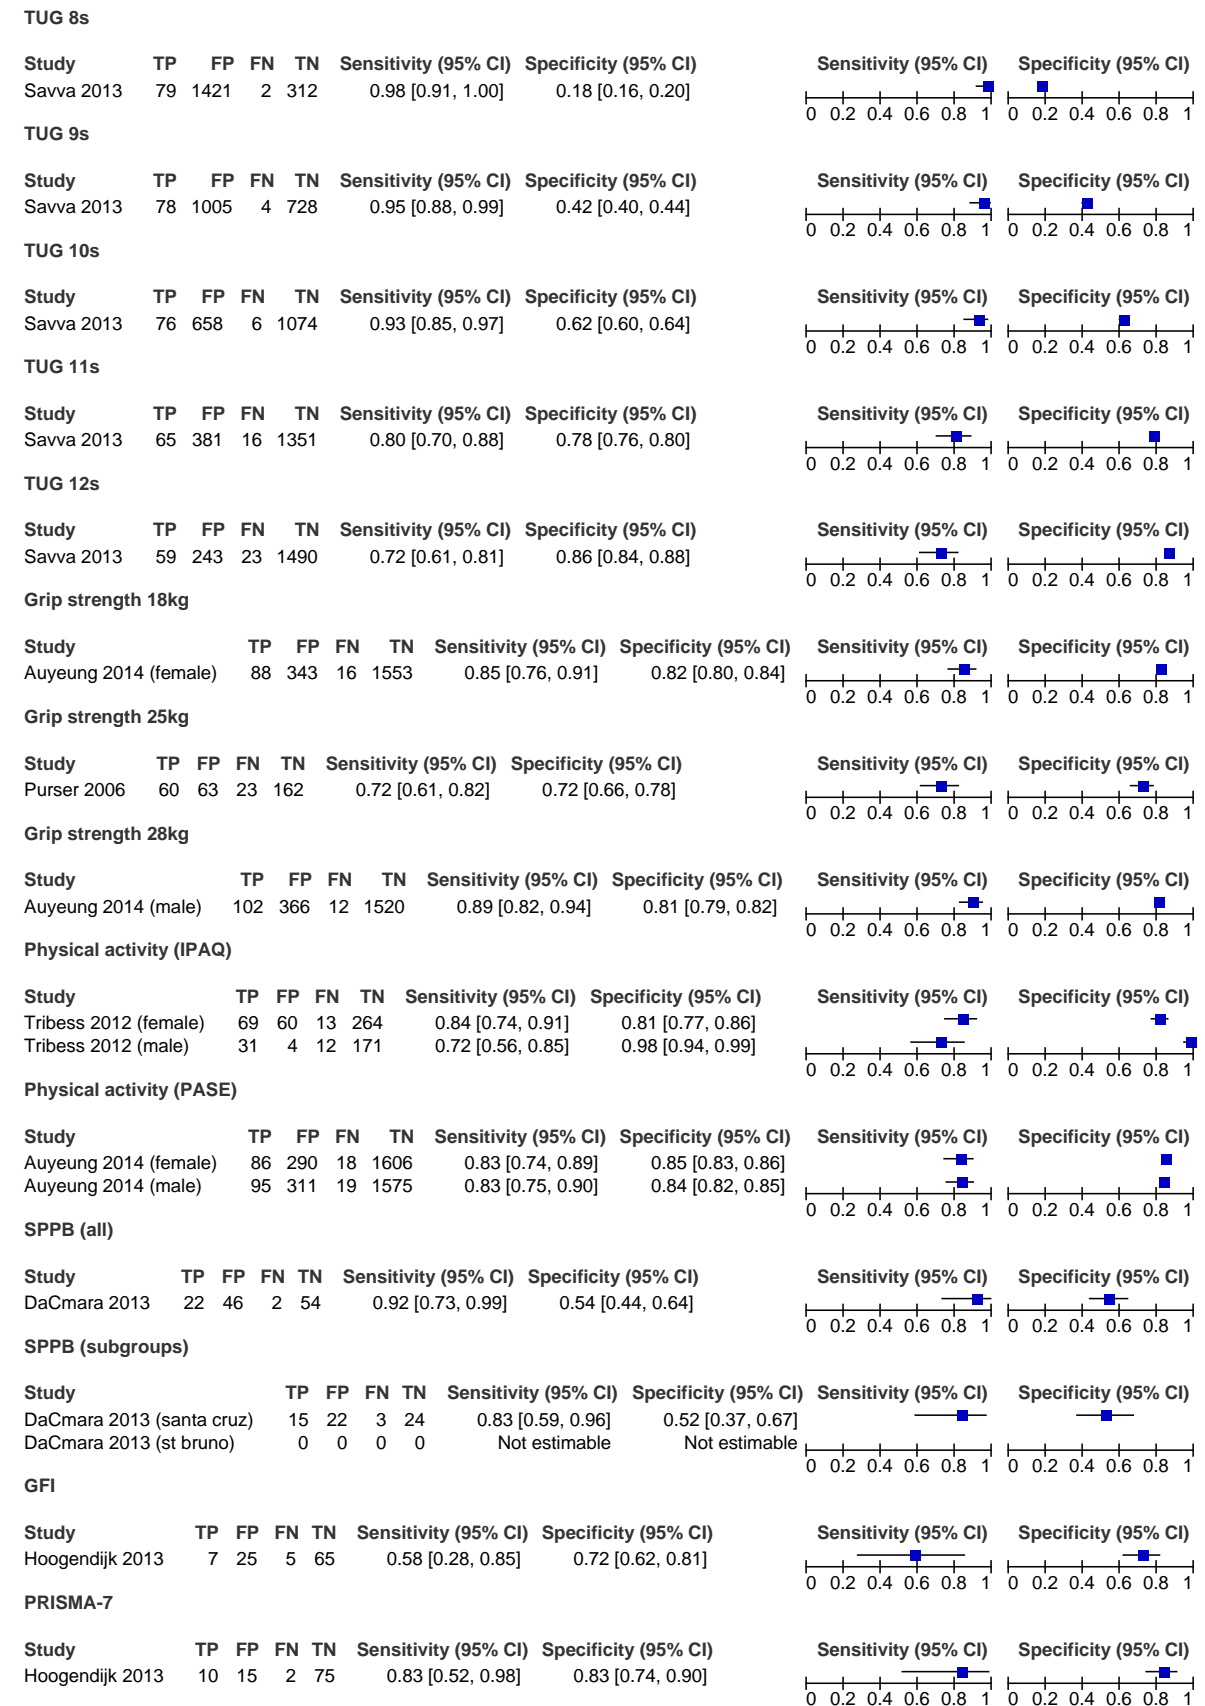 TUG 8s
Study TP FP FN TN Sensitivity (95% CI) Specificity (95% CI) Sensitivity (95% CI) Specificity (95% CI)
Savva 2013 79 1421 2 312 0.98 [0.91, 1.00] 0.18 [0.16, 0.20]
0 0.2 0.4 0.6 0.8 1 0 0.2 0.4 0.6 0.8 1
TUG 9s
Study TP FP FN TN Sensitivity (95% CI) Specificity (95% CI) Sensitivity (95% CI) Specificity (95% CI)
Savva 2013 78 1005 4 728 0.95 [0.88, 0.99] 0.42 [0.40, 0.44]
0 0.2 0.4 0.6 0.8 1 0 0.2 0.4 0.6 0.8 1
TUG 10s
Study TP FP FN TN Sensitivity (95% CI) Specificity (95% CI) Sensitivity (95% CI) Specificity (95% CI)
Savva 2013 76 658 6 1074 0.93 [0.85, 0.97] 0.62 [0.60, 0.64]
0 0.2 0.4 0.6 0.8 1 0 0.2 0.4 0.6 0.8 1
TUG 11s
Study TP FP FN TN Sensitivity (95% CI) Specificity (95% CI) Sensitivity (95% CI) Specificity (95% CI)
Savva 2013 65 381 16 1351 0.80 [0.70, 0.88] 0.78 [0.76, 0.80]
0 0.2 0.4 0.6 0.8 1 0 0.2 0.4 0.6 0.8 1
TUG 12s
Study TP FP FN TN Sensitivity (95% CI) Specificity (95% CI) Sensitivity (95% CI) Specificity (95% CI)
Savva 2013 59 243 23 1490 0.72 [0.61, 0.81] 0.86 [0.84, 0.88]
0 0.2 0.4 0.6 0.8 1 0 0.2 0.4 0.6 0.8 1
Grip strength 18kg
Study TP FP FN TN Sensitivity (95% CI) Specificity (95% CI) Sensitivity (95% CI) Specificity (95% CI)
Auyeung 2014 (female) 88 343 16 1553 0.85 [0.76, 0.91] 0.82 [0.80, 0.84]
0 0.2 0.4 0.6 0.8 1 0 0.2 0.4 0.6 0.8 1
Grip strength 25kg
Study TP FP FN TN Sensitivity (95% CI) Specificity (95% CI) Sensitivity (95% CI) Specificity (95% CI)
Purser 2006 60 63 23 162 0.72 [0.61, 0.82] 0.72 [0.66, 0.78]
0 0.2 0.4 0.6 0.8 1 0 0.2 0.4 0.6 0.8 1
Grip strength 28kg
Study TP FP FN TN Sensitivity (95% CI) Specificity (95% CI) Sensitivity (95% CI) Specificity (95% CI)
Auyeung 2014 (male) 102 366 12 1520 0.89 [0.82, 0.94] 0.81 [0.79, 0.82]
0 0.2 0.4 0.6 0.8 1 0 0.2 0.4 0.6 0.8 1
Physical activity (IPAQ)
Study TP FP FN TN Sensitivity (95% CI) Specificity (95% CI) Sensitivity (95% CI) Specificity (95% CI)
Tribess 2012 (female) 69 60 13 264 0.84 [0.74, 0.91] 0.81 [0.77, 0.86]
Tribess 2012 (male) 31 4 12 171 0.72 [0.56, 0.85] 0.98 [0.94, 0.99]
0 0.2 0.4 0.6 0.8 1 0 0.2 0.4 0.6 0.8 1
Physical activity (PASE)
Study TP FP FN TN Sensitivity (95% CI) Specificity (95% CI) Sensitivity (95% CI) Specificity (95% CI)
Auyeung 2014 (female) 86 290 18 1606 0.83 [0.74, 0.89] 0.85 [0.83, 0.86]
Auyeung 2014 (male) 95 311 19 1575 0.83 [0.75, 0.90] 0.84 [0.82, 0.85]
0 0.2 0.4 0.6 0.8 1 0 0.2 0.4 0.6 0.8 1
SPPB (all)
Study TP FP FN TN Sensitivity (95% CI) Specificity (95% CI) Sensitivity (95% CI) Specificity (95% CI)
DaCmara 2013 22 46 2 54 0.92 [0.73, 0.99] 0.54 [0.44, 0.64]
0 0.2 0.4 0.6 0.8 1 0 0.2 0.4 0.6 0.8 1
SPPB (subgroups)
Study TP FP FN TN Sensitivity (95% CI) Specificity (95% CI) Sensitivity (95% CI) Specificity (95% CI)
DaCmara 2013 (santa cruz) 15 22 3 24 0.83 [0.59, 0.96] 0.52 [0.37, 0.67]
DaCmara 2013 (st bruno) 0 0 0 0 Not estimable Not estimable
0 0.2 0.4 0.6 0.8 1 0 0.2 0.4 0.6 0.8 1
GFI
Study TP FP FN TN Sensitivity (95% CI) Specificity (95% CI) Sensitivity (95% CI) Specificity (95% CI)
Hoogendijk 2013 7 25 5 65 0.58 [0.28, 0.85] 0.72 [0.62, 0.81]
0 0.2 0.4 0.6 0.8 1 0 0.2 0.4 0.6 0.8 1
PRISMA-7
Study TP FP FN TN Sensitivity (95% CI) Specificity (95% CI) Sensitivity (95% CI) Specificity (95% CI)
Hoogendijk 2013 10 15 2 75 0.83 [0.52, 0.98] 0.83 [0.74, 0.90]
0 0.2 0.4 0.6 0.8 1 0 0.2 0.4 0.6 0.8 1